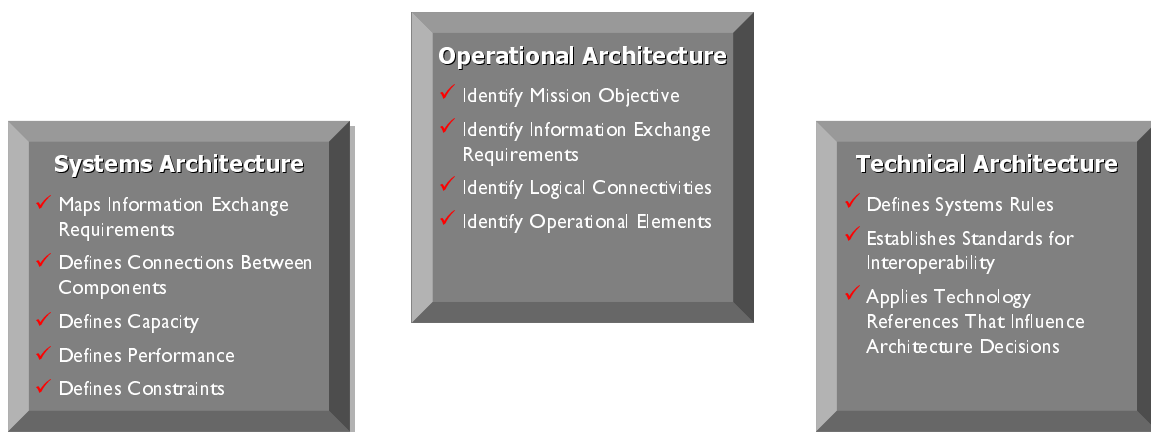 Operational Architecture
Identify Mission Objective
Identify Information Exchange
Requirements
Identify Logical Connectivities
Identify Operational Elements
Systems Architecture
Maps Information Exchange
Requirements
Defines Connections Between
Components
Defines Capacity
Defines Performance
Defines Constraints
Technical Architecture
Defines Systems Rules
Establishes Standards for
Interoperability
Applies Technology
References That Influence
Architecture Decisions